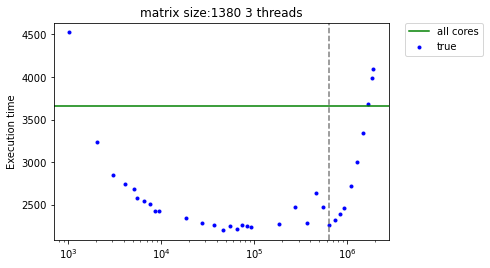 matrix size:1380 3 threads
all cores
true
Execution time
4500
4000
3500
3000
2500
10³ 10⁴ 10⁵ 10⁶